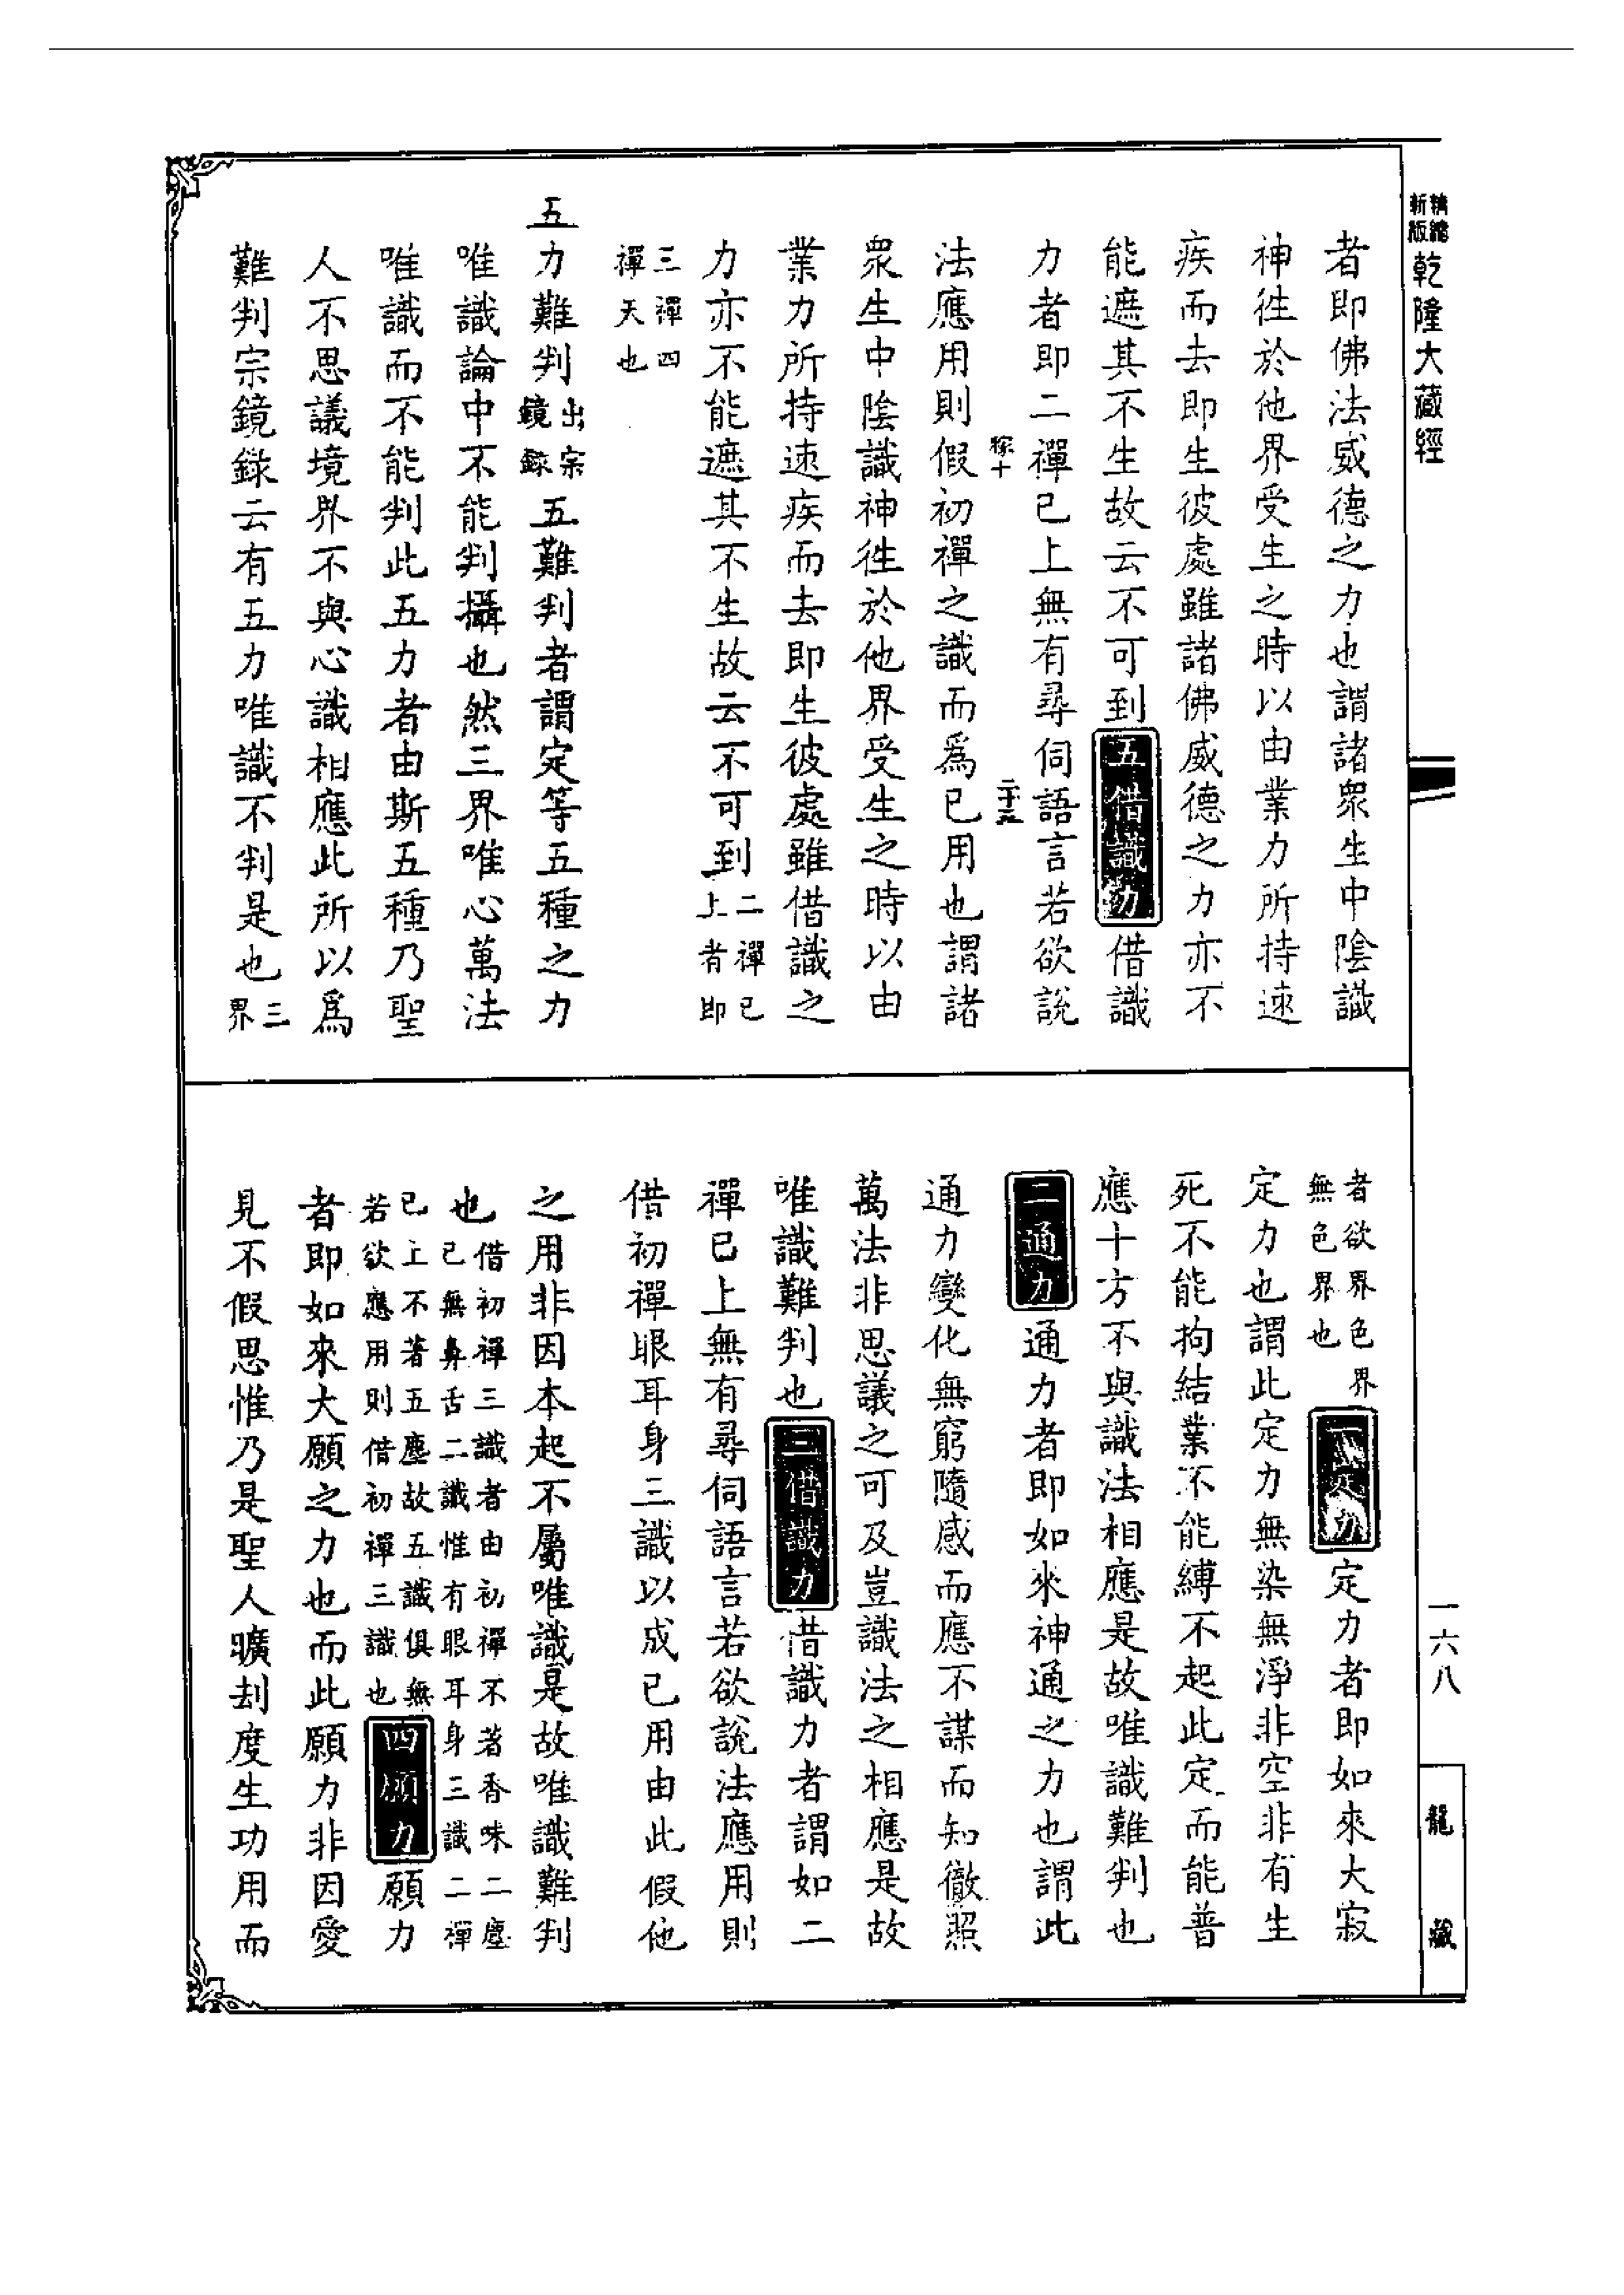 精縮新版
乾隆大藏經
者即佛法威德之力也謂諸衆生中陰識
神徃於他界受生之時以由業力所持速
疾而去即生彼處雖諸佛威德之力亦不
能遮其不生故云不可到五借識力借識
力者即二禪已上無有尋伺語言若欲說
法應用則假初禪之識而爲已用也謂諸
衆生中陰識神徃於他界受生之時以由
業力所持速疾而去即生彼處雖借識之
力亦不能遮其不生故云不可到二禪已上者即
三禪四禪天也
五力難判出宗鏡錄五難判者謂定等五種之力
唯識論中不能判攝也然三界唯心萬法
唯識而不能判此五力者由斯五種乃聖
人不思議境界不與心識相應此所以爲
難判宗鏡錄云有五力唯識不判是也三界
者欲界色界無色界也一定力定力者即如來大寂
定力也謂此定力無染無淨非空非有生
死不能拘結業不能縛不起此定而能普
應十方不與識法相應是故唯識難判也
二通力通力者即如來神通之力也謂此
通力變化無窮隨感而應不謀而知徹照
萬法非思議之可及豈識法之相應是故
唯識難判也三借識力借識力者謂如二
禪已上無有尋伺語言若欲說法應用則
借初禪眼耳身三識以成已用由此假他
之用非因本起不屬唯識是故唯識難判
也借初禪三識者由初禪不著香味二塵已無鼻舌二識惟有眼耳身三識二禪
已上不著五塵故五識俱無若欲應用則借初禪三識也四願力願力
者即如來大願之力也而此願力非因愛
見不假思惟乃是聖人曠刦度生功用而
一六八
龍藏